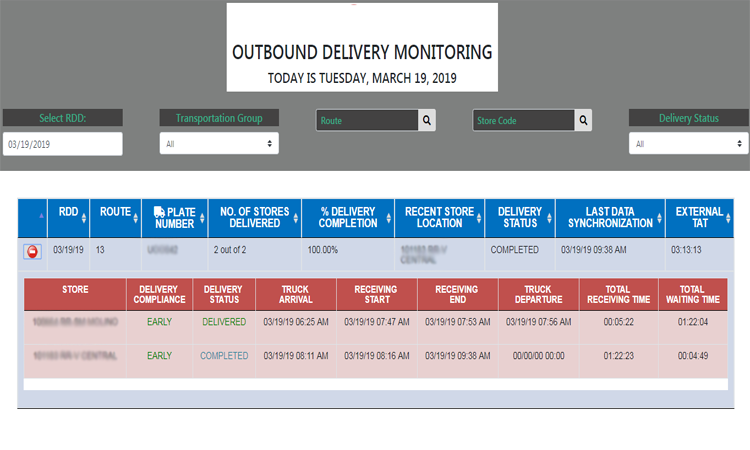 OUTBOUND DELIVERY MONITORING
TODAY IS TUESDAY, MARCH 19, 2019
Select RDD: Transportation Group Route Store Code Delivery Status
03/19/2019 All All
RDD ROUTE PLATE NUMBER NO. OF STORES DELIVERED % DELIVERY COMPLETION RECENT STORE LOCATION DELIVERY STATUS LAST DATA SYNCHRONIZATION EXTERNAL TAT
03/19/19 13 2 out of 2 100.00% COMPLETED 03/19/19 09:38 AM 03:13:13
STORE DELIVERY COMPLIANCE DELIVERY STATUS TRUCK ARRIVAL RECEIVING START RECEIVING END TRUCK DEPARTURE TOTAL RECEIVING TIME TOTAL WAITING TIME
EARLY DELIVERED 03/19/19 06:25 AM 03/19/19 07:47 AM 03/19/19 07:53 AM 03/19/19 07:56 AM 00:05:22 01:22:04
EARLY COMPLETED 03/19/19 08:11 AM 03/19/19 08:16 AM 03/19/19 09:38 AM 00/00/00 00:00 01:22:23 00:04:49